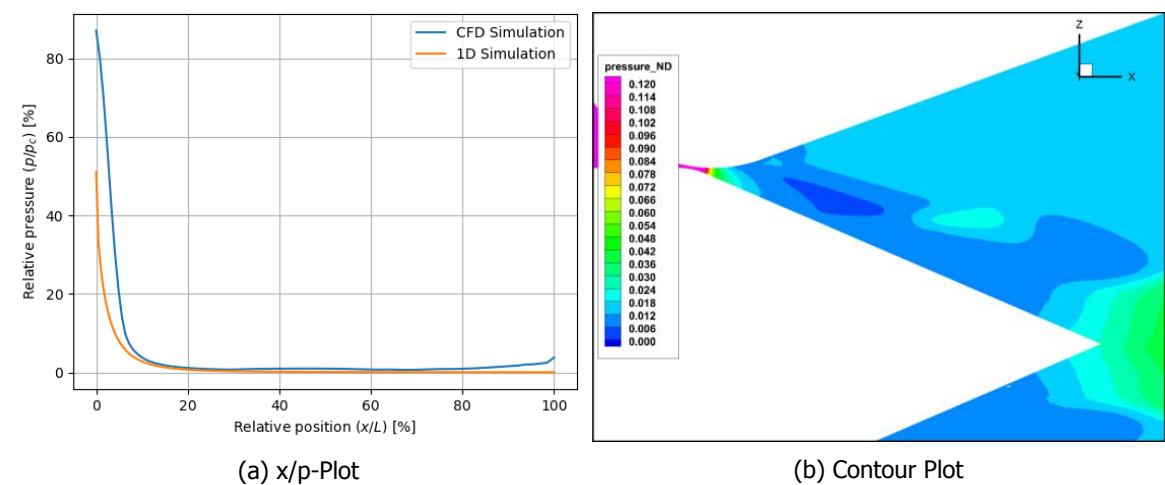 CFD Simulation
1D Simulation
Relative pressure (p/p_c) [%]
80
60
40
20
0
0 20 40 60 80 100
Relative position (x/L) [%]
(a) x/p-Plot
Z
X
pressure_ND
0.120
0.114
0.108
0.102
0.096
0.090
0.084
0.078
0.072
0.066
0.060
0.054
0.048
0.042
0.036
0.030
0.024
0.018
0.012
0.006
0.000
(b) Contour Plot